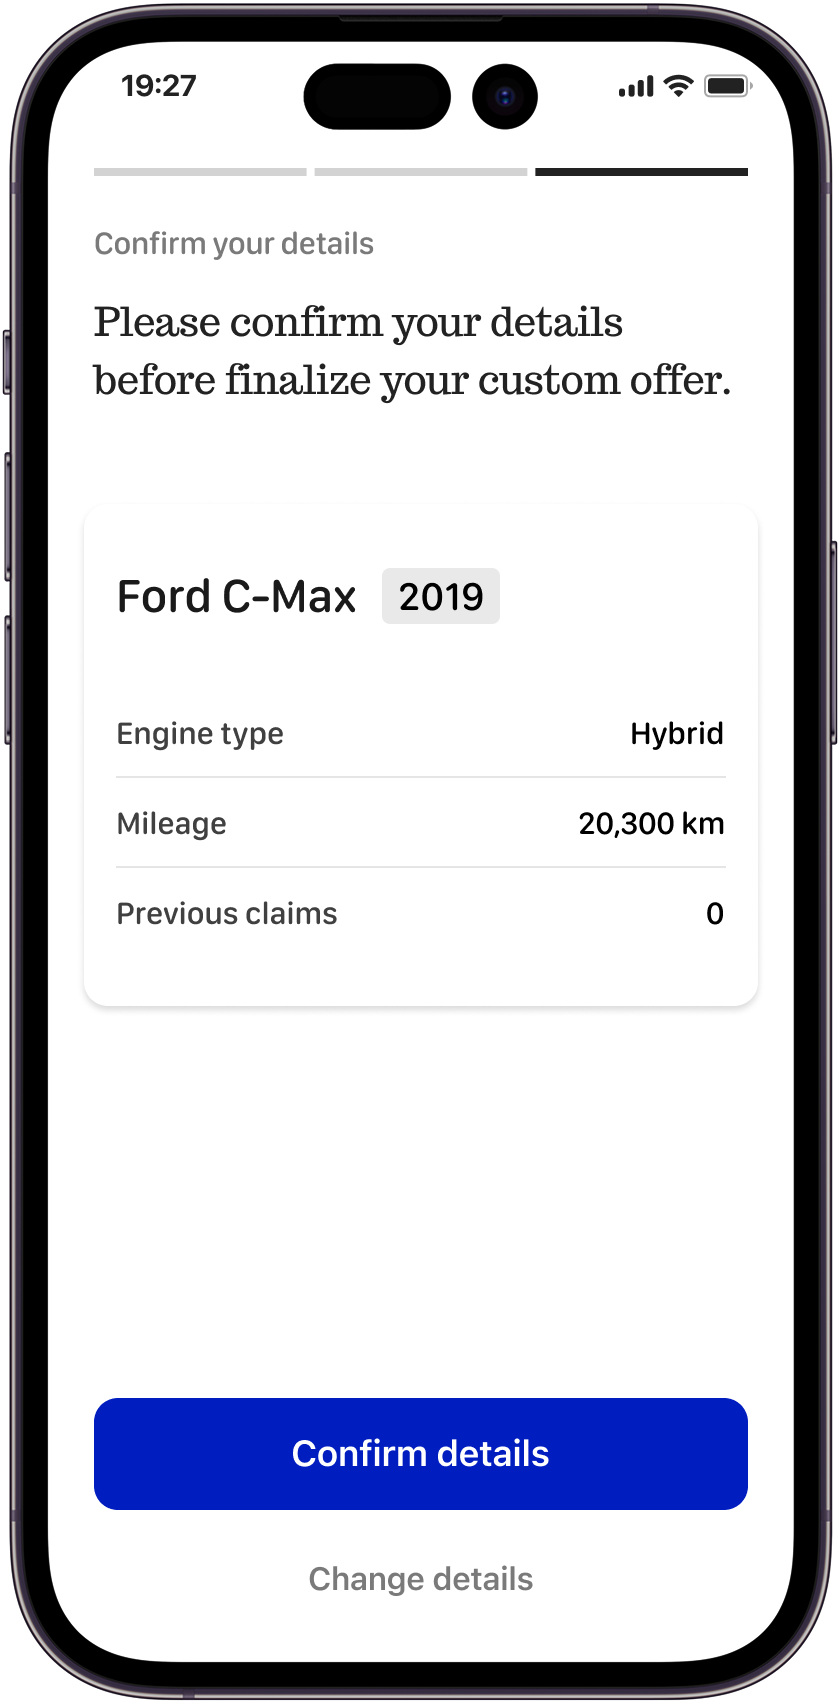 19:27
Confirm your details
Please confirm your details
before finalize your custom offer.
Ford C-Max 2019
Engine type Hybrid
Mileage 20,300 km
Previous claims 0
Confirm details
Change details